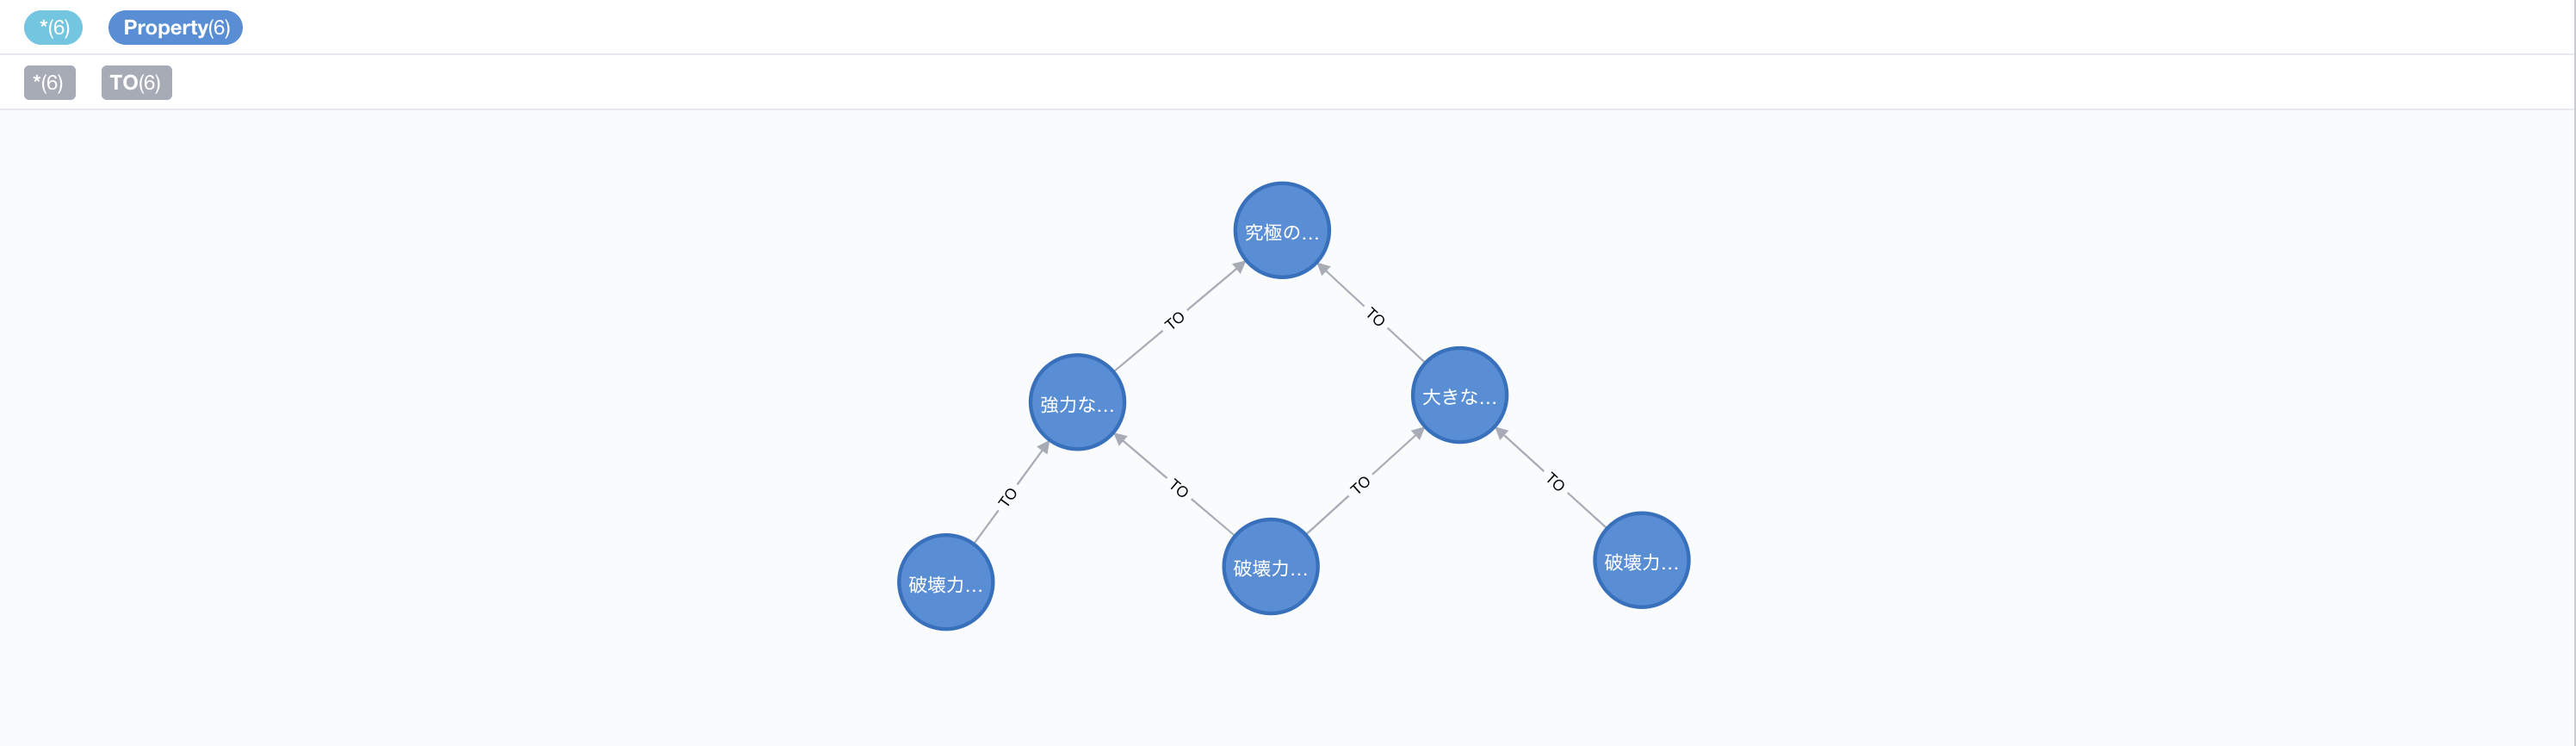 *(6) Property(6)
*(6) TO(6)
究極の...
TO TO
強力な... 大きな...
TO TO TO TO
破壊力... 破壊力... 破壊力...